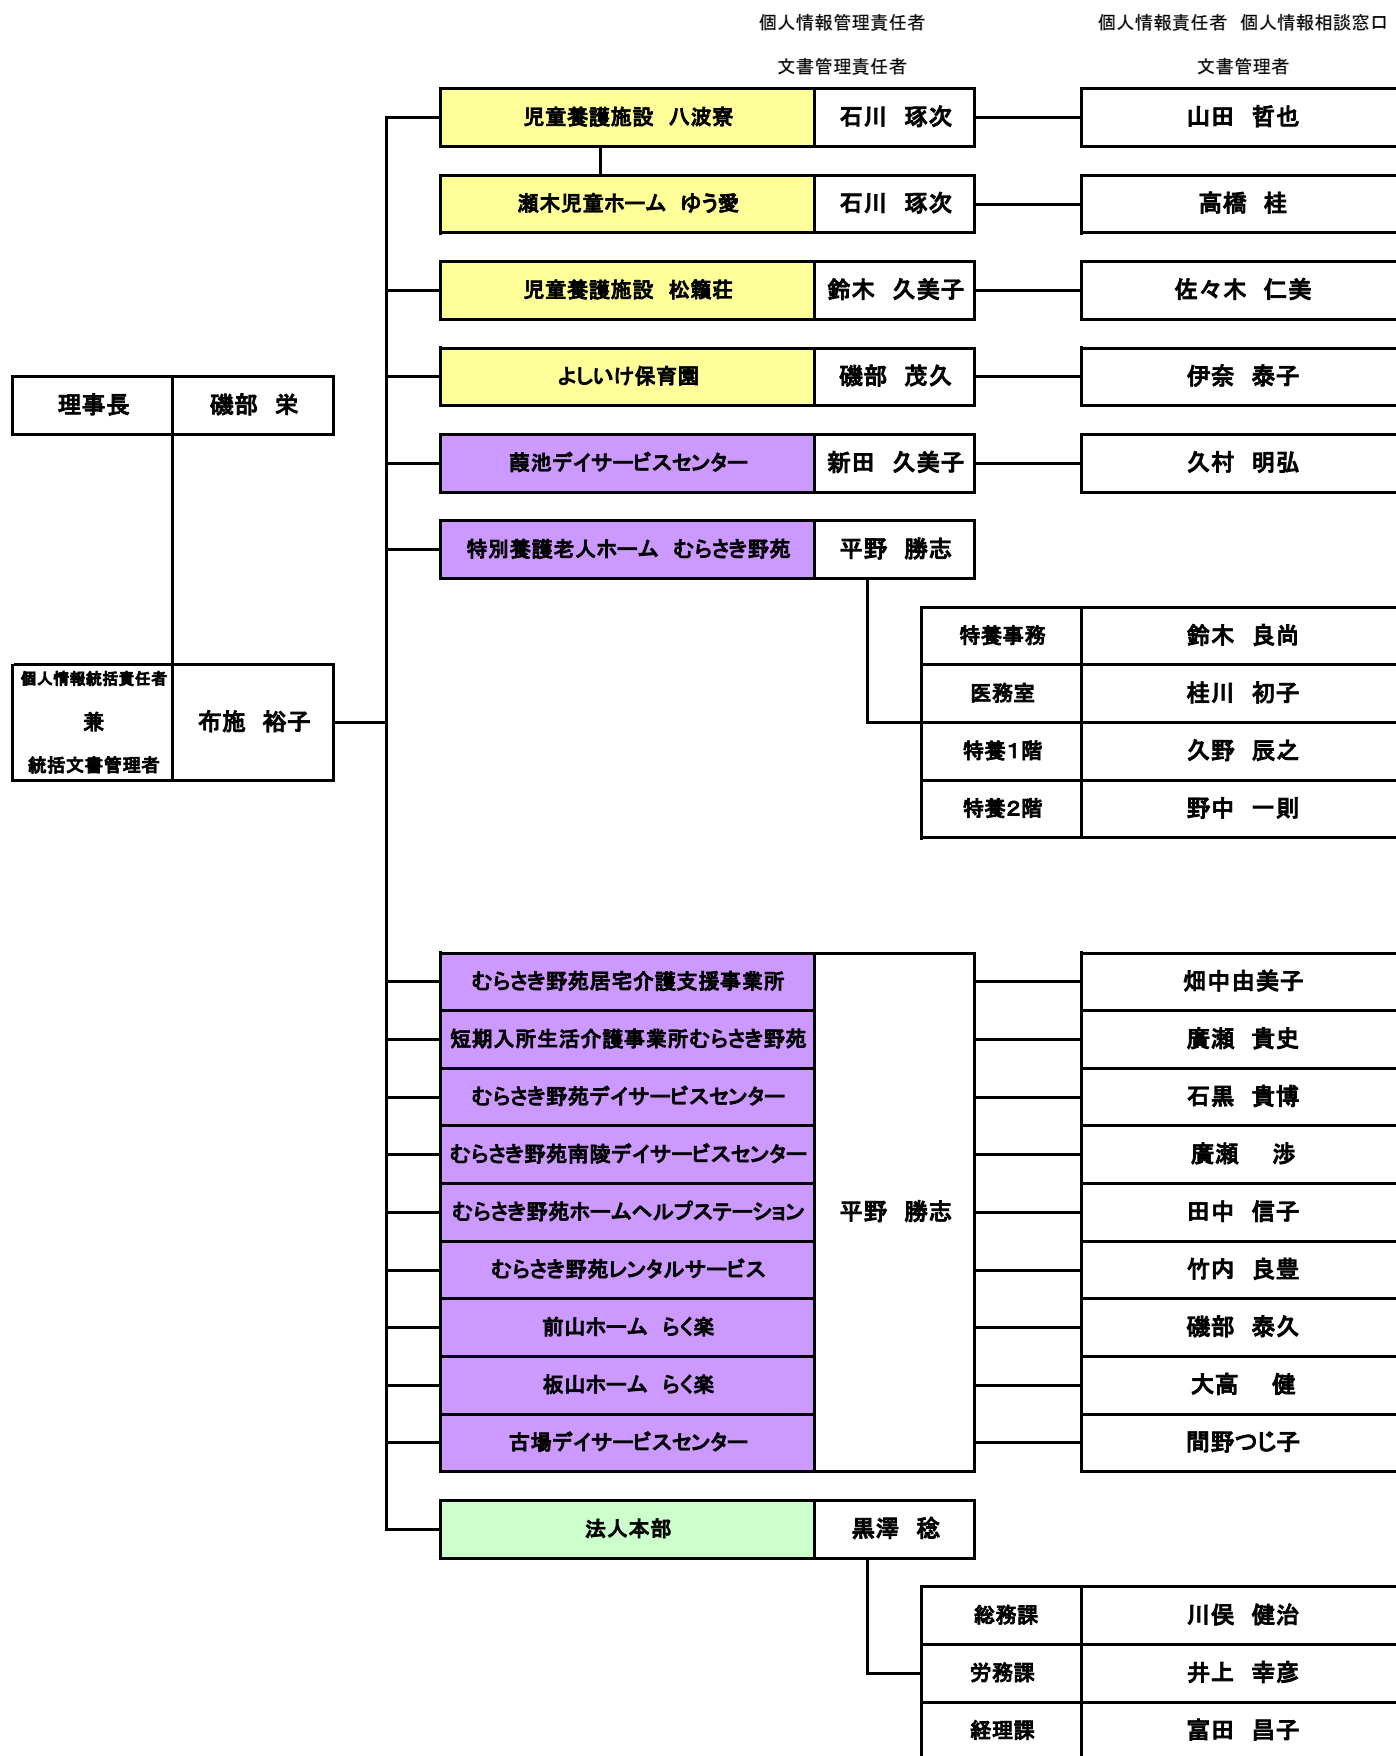 個人情報管理責任者　個人情報責任者　個人情報相談窓口
文書管理責任者　文書管理者
児童養護施設　八波寮　石川　琢次　山田　哲也
瀬木児童ホーム　ゆう愛　石川　琢次　高橋　桂
児童養護施設　松籟荘　鈴木　久美子　佐々木　仁美
よしいけ保育園　磯部　茂久　伊奈　泰子
理事長　磯部　栄
葭池デイサービスセンター　新田　久美子　久村　明弘
特別養護老人ホーム　むらさき野苑　平野　勝志
特養事務　鈴木　良尚
個人情報統括責任者
兼
統括文書管理者
布施　裕子
医務室　桂川　初子
特養1階　久野　辰之
特養2階　野中　一則
むらさき野苑居宅介護支援事業所　畑中由美子
短期入所生活介護事業所むらさき野苑　廣瀬　貴史
むらさき野苑デイサービスセンター　石黒　貴博
むらさき野苑南陵デイサービスセンター　廣瀬　渉
むらさき野苑ホームヘルプステーション　平野　勝志　田中　信子
むらさき野苑レンタルサービス　竹内　良豊
前山ホーム　らく楽　磯部　泰久
板山ホーム　らく楽　大高　健
古場デイサービスセンター　間野つじ子
法人本部　黒澤　稔
総務課　川俣　健治
労務課　井上　幸彦
経理課　富田　昌子